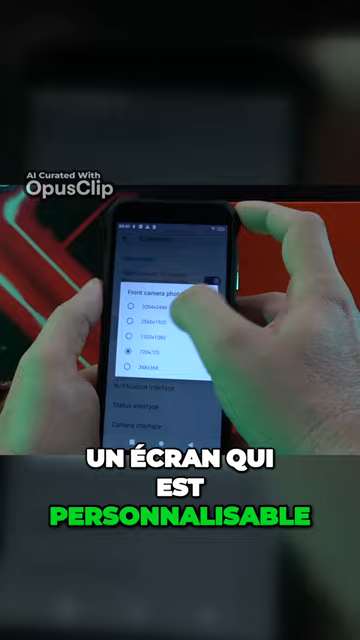 AI Curated With
OpusClip
Front camera photo
3264x2448
2560x1920
1920x1080
720x720
368x368
Notification interface
Status interface
Camera interface
UN ÉCRAN QUI
EST
PERSONNALISABLE